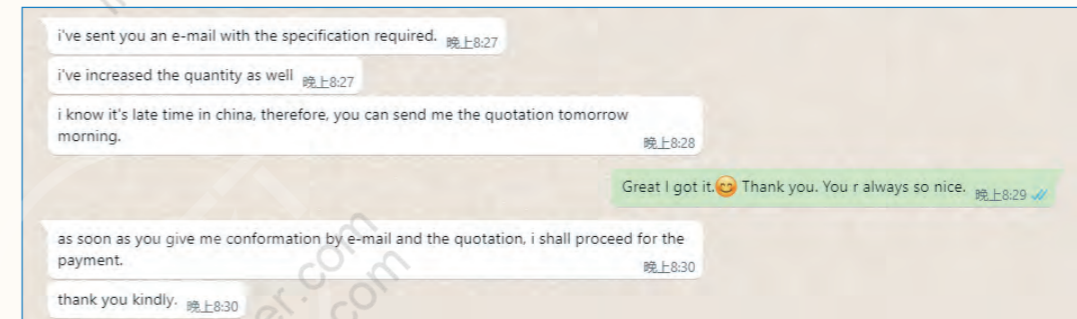 i've sent you an e-mail with the specification required. 晚上8:27
i've increased the quantity as well 晚上8:27
i know it's late time in china, therefore, you can send me the quotation tomorrow
morning. 晚上8:28
Great I got it.😊 Thank you. You r always so nice. 晚上8:29
as soon as you give me conformation by e-mail and the quotation, i shall proceed for the
payment. 晚上8:30
thank you kindly. 晚上8:30